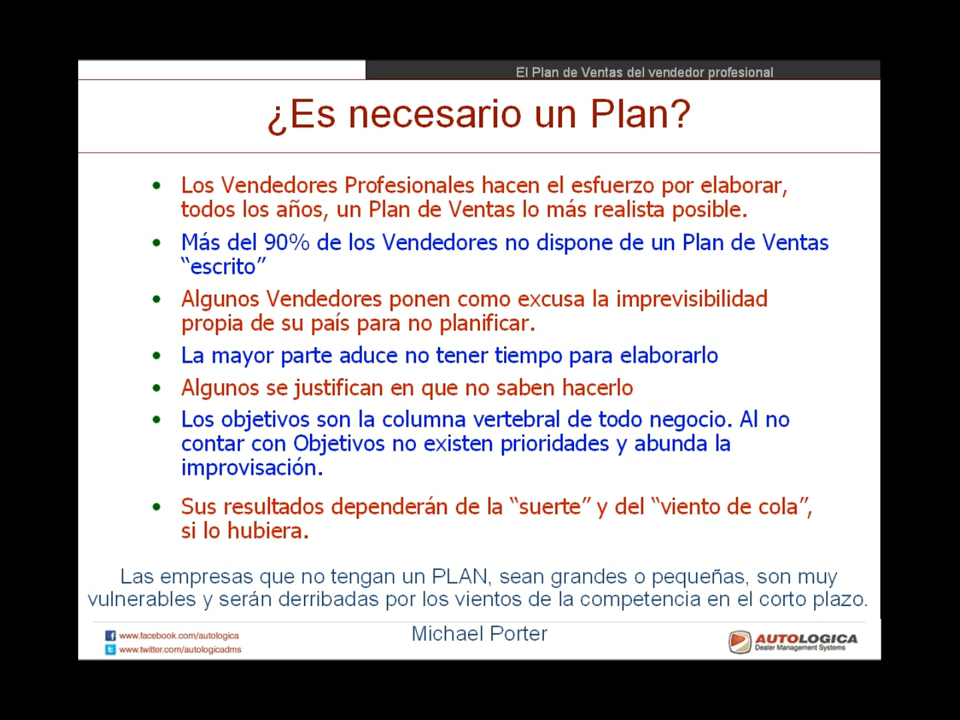 El Plan de Ventas del vendedor profesional
¿Es necesario un Plan?
• Los Vendedores Profesionales hacen el esfuerzo por elaborar,
todos los años, un Plan de Ventas lo más realista posible.
• Más del 90% de los Vendedores no dispone de un Plan de Ventas
“escrito”
• Algunos Vendedores ponen como excusa la imprevisibilidad
propia de su país para no planificar.
• La mayor parte aduce no tener tiempo para elaborarlo
• Algunos se justifican en que no saben hacerlo
• Los objetivos son la columna vertebral de todo negocio. Al no
contar con Objetivos no existen prioridades y abunda la
improvisación.
• Sus resultados dependerán de la “suerte” y del “viento de cola”,
si lo hubiera.
Las empresas que no tengan un PLAN, sean grandes o pequeñas, son muy
vulnerables y serán derribadas por los vientos de la competencia en el corto plazo.
Michael Porter
www.facebook.com/autologica
www.twitter.com/autologicadms
AUTOLOGICA
Dealer Management Systems